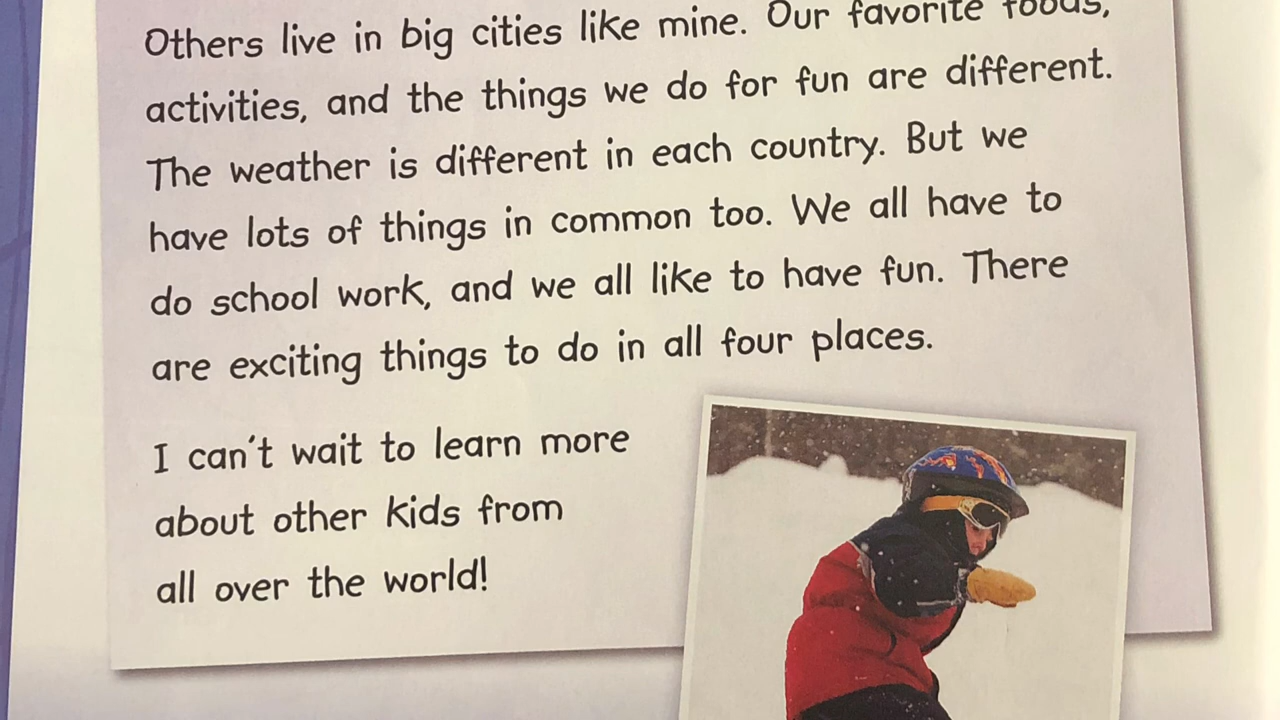 Others live in big cities like mine. Our favorite foods,
activities, and the things we do for fun are different.
The weather is different in each country. But we
have lots of things in common too. We all have to
do school work, and we all like to have fun. There
are exciting things to do in all four places.
I can't wait to learn more
about other kids from
all over the world!